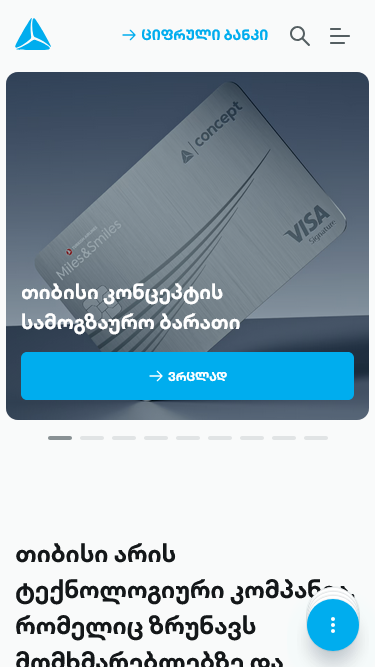 ციფრული ბანკი
concept
Miles&Smiles
VISA
Signature
თიბისი კონცეპტის
სამოგზაურო ბარათი
ვრცლად
თიბისი არის
ტექნოლოგიური კომპანია,
რომელიც ზრუნავს
მომხმარებლებზე და